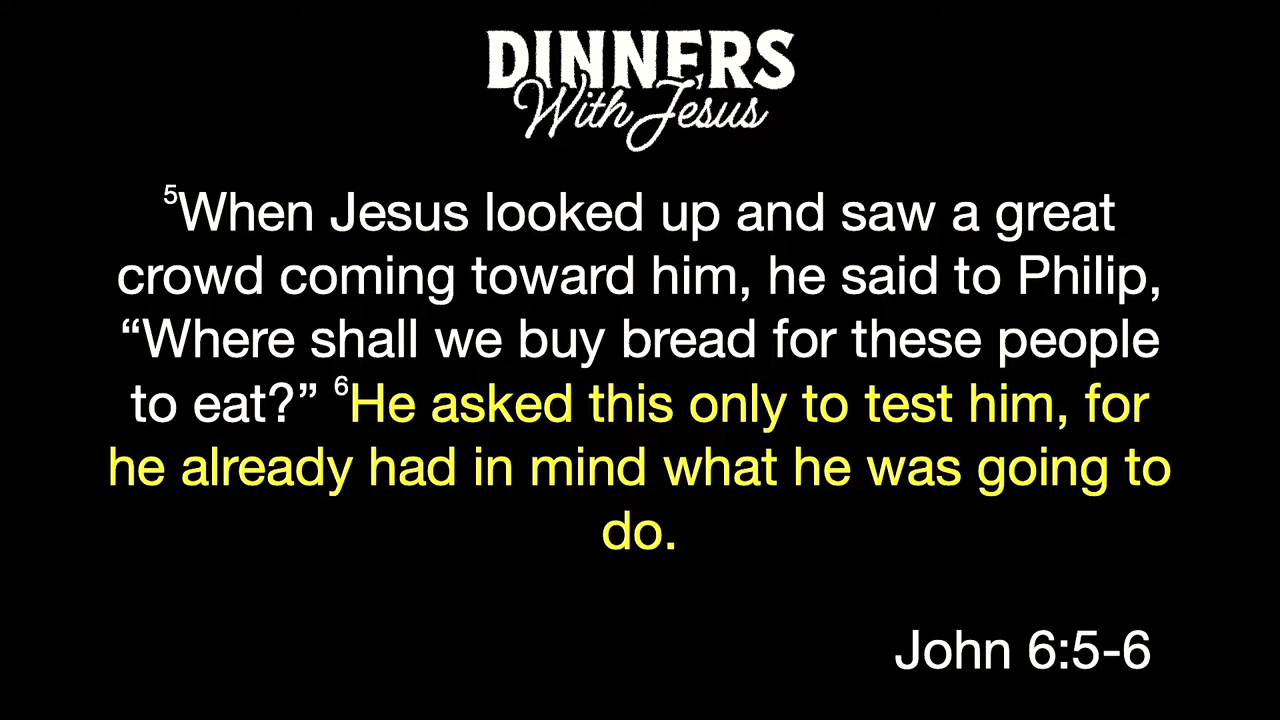 DINNERS
With Jesus
⁵When Jesus looked up and saw a great
crowd coming toward him, he said to Philip,
“Where shall we buy bread for these people
to eat?” ⁶He asked this only to test him, for
he already had in mind what he was going to
do.
John 6:5-6